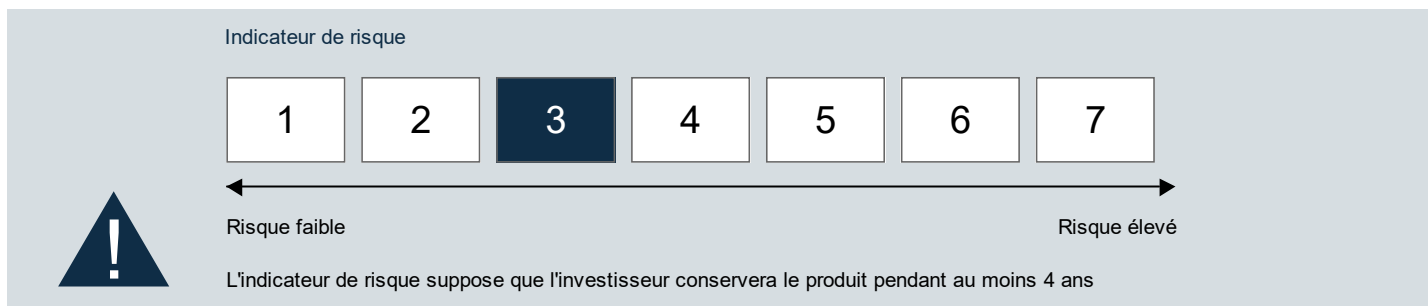 Indicateur de risque
1 2 3 4 5 6 7
Risque faible Risque élevé
!
L'indicateur de risque suppose que l'investisseur conservera le produit pendant au moins 4 ans